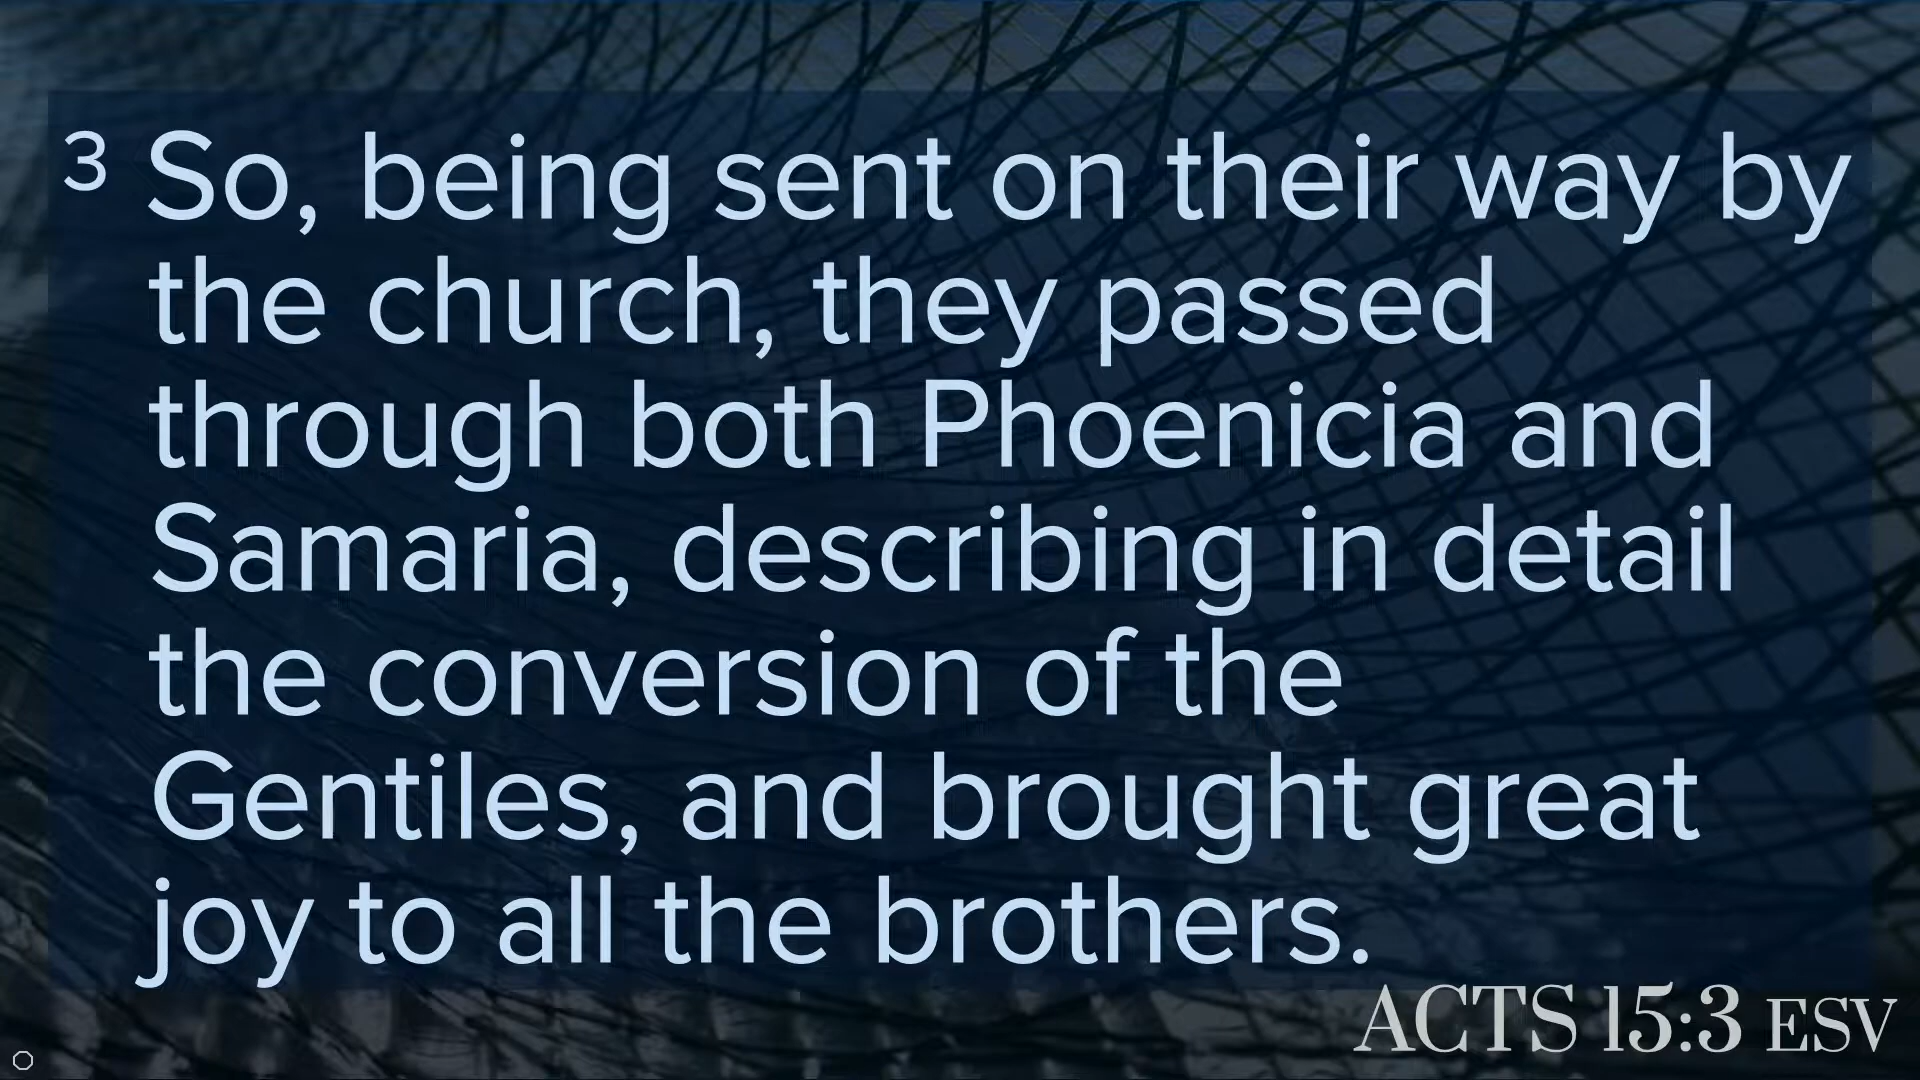 3 So, being sent on their way by
the church, they passed
through both Phoenicia and
Samaria, describing in detail
the conversion of the
Gentiles, and brought great
joy to all the brothers.
ACTS 15:3 ESV